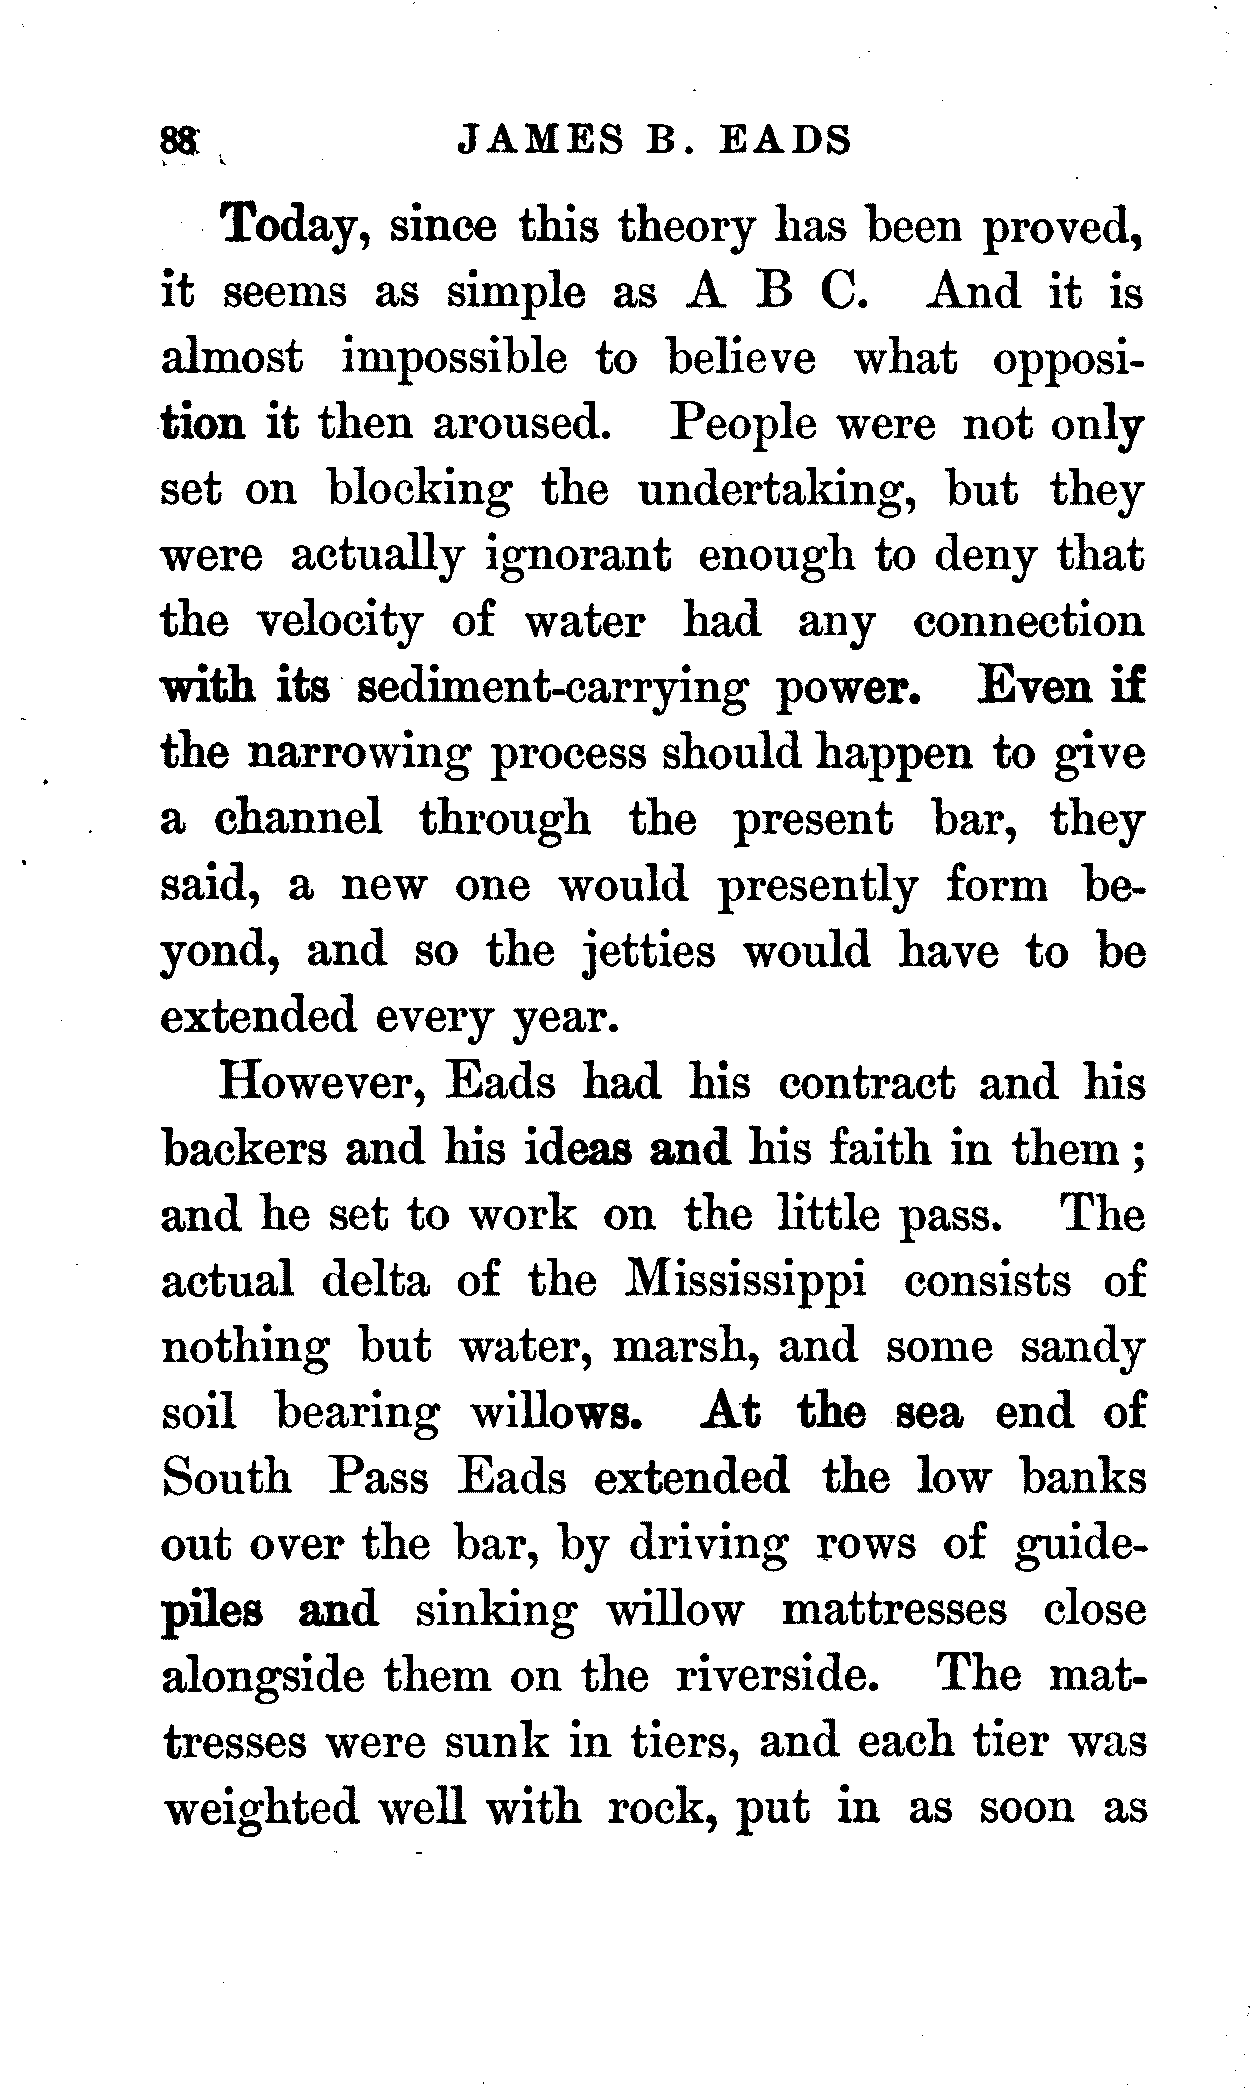 88 JAMES B. EADS
Today, since this theory has been proved,
it seems as simple as A B C. And it is
almost impossible to believe what opposi-
tion it then aroused. People were not only
set on blocking the undertaking, but they
were actually ignorant enough to deny that
the velocity of water had any connection
with its sediment-carrying power. Even if
the narrowing process should happen to give
a channel through the present bar, they
said, a new one would presently form be-
yond, and so the jetties would have to be
extended every year.
However, Eads had his contract and his
backers and his ideas and his faith in them ;
and he set to work on the little pass. The
actual delta of the Mississippi consists of
nothing but water, marsh, and some sandy
soil bearing willows. At the sea end of
South Pass Eads extended the low banks
out over the bar, by driving rows of guide-
piles and sinking willow mattresses close
alongside them on the riverside. The mat-
tresses were sunk in tiers, and each tier was
weighted well with rock, put in as soon as